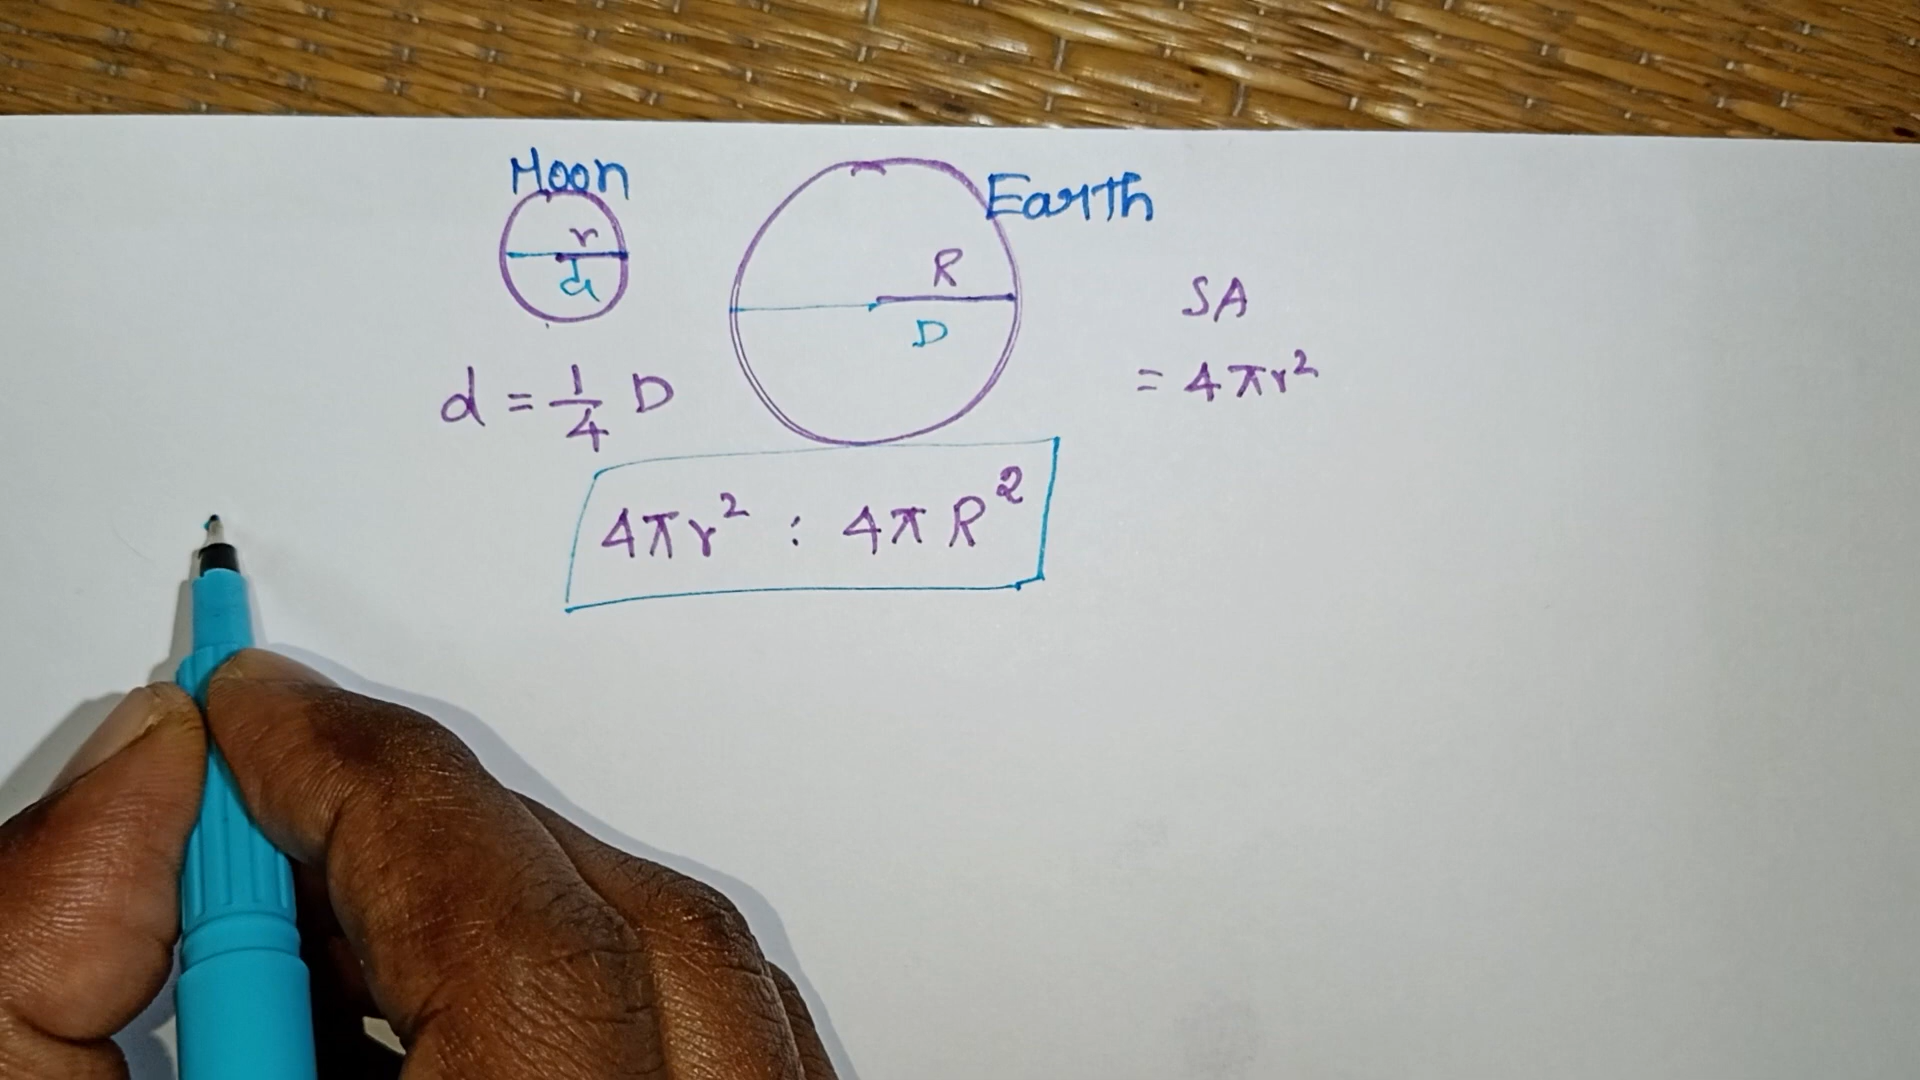 Moon
Earth
r
d
R
D
SA
= 4πr²
d = 1/4 D
4πr² : 4πR²